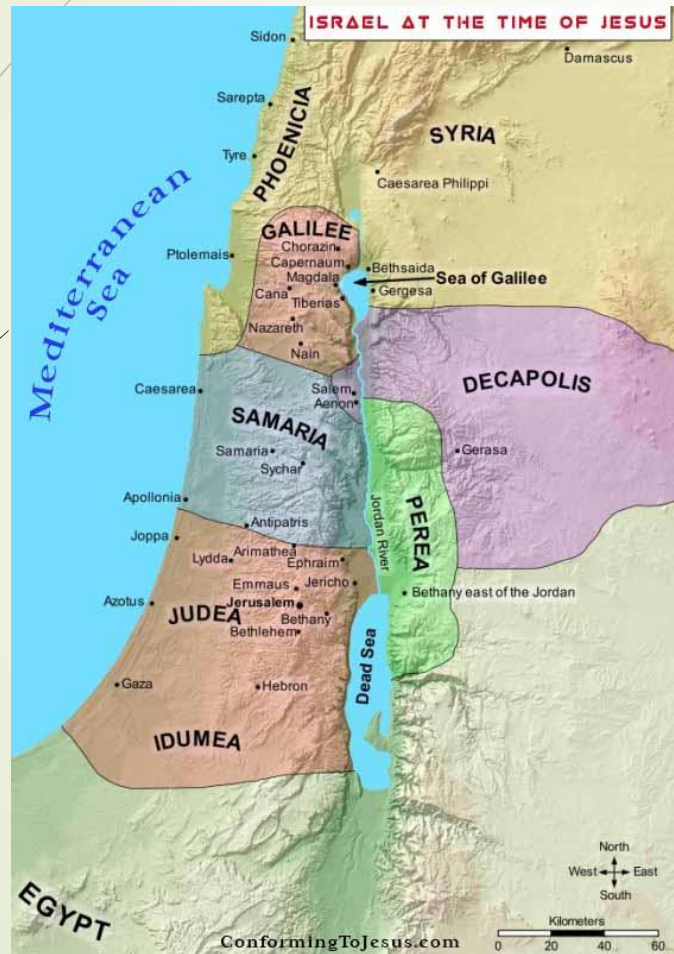 ISRAEL AT THE TIME OF JESUS
Sidon
Damascus
Sarepta
PHOENICIA
SYRIA
Tyre
Caesarea Philippi
Mediterranean
Sea
GALILEE
Chorazin
Ptolemais
Capernaum
Bethsaida
Magdala
Sea of Galilee
Cana
Gergesa
Tiberias
Nazareth
Nain
DECAPOLIS
Caesarea
Salem
Aenon
SAMARIA
Samaria
Gerasa
Sychar
Apollonia
PEREA
Jordan River
Antipatris
Joppa
Arimathea
Lydda
Ephraim
Emmaus
Jericho
Bethany east of the Jordan
Azotus
Jerusalem
JUDEA
Bethany
Bethlehem
Dead Sea
Gaza
Hebron
IDUMEA
North
West
East
South
EGYPT
Kilometers
0 20 40 60
ConformingToJesus.com